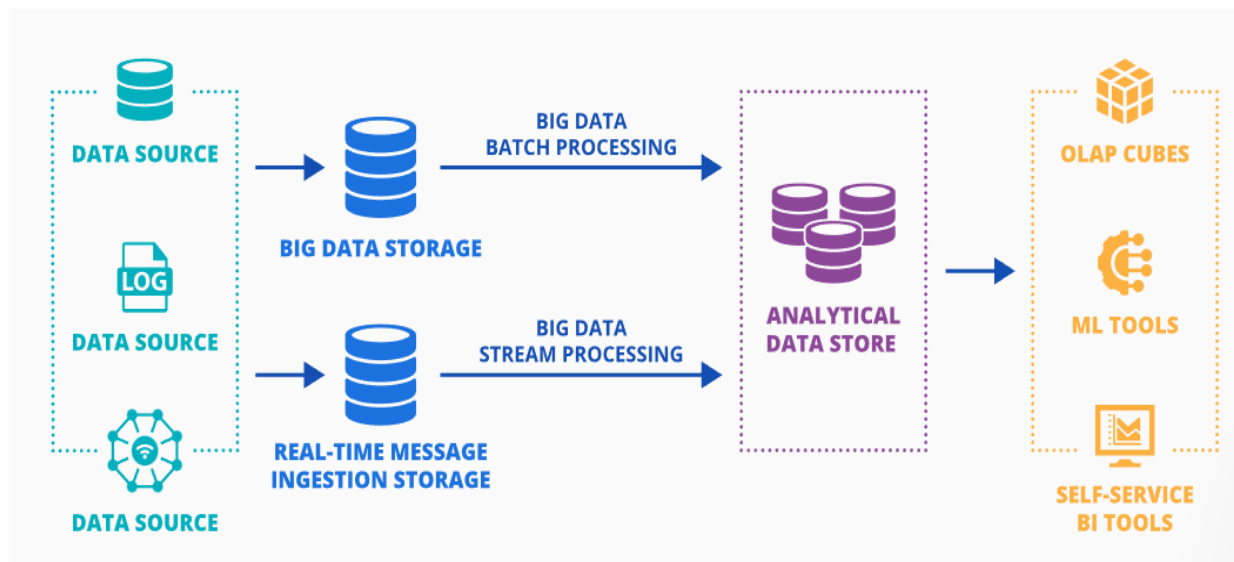 DATA SOURCE
LOG
DATA SOURCE
DATA SOURCE
BIG DATA STORAGE
REAL-TIME MESSAGE
INGESTION STORAGE
BIG DATA
BATCH PROCESSING
BIG DATA
STREAM PROCESSING
ANALYTICAL
DATA STORE
OLAP CUBES
ML TOOLS
SELF-SERVICE
BI TOOLS